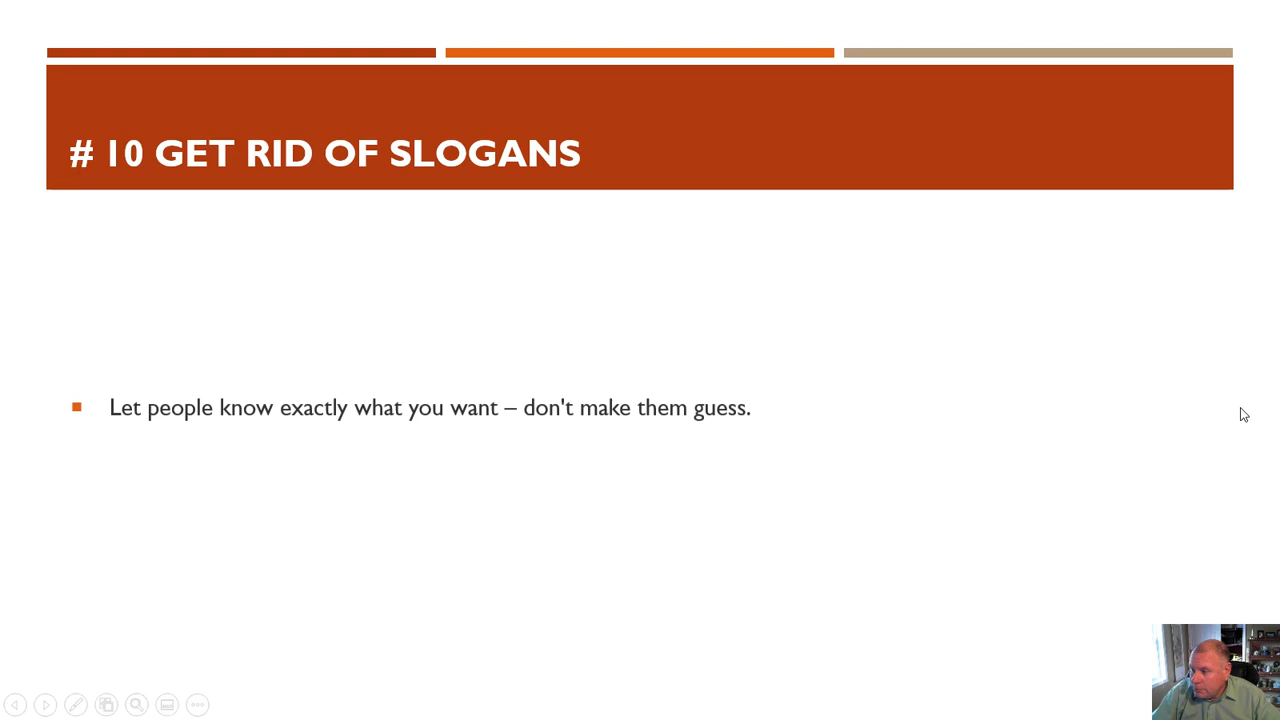 # 10 GET RID OF SLOGANS
Let people know exactly what you want – don't make them guess.